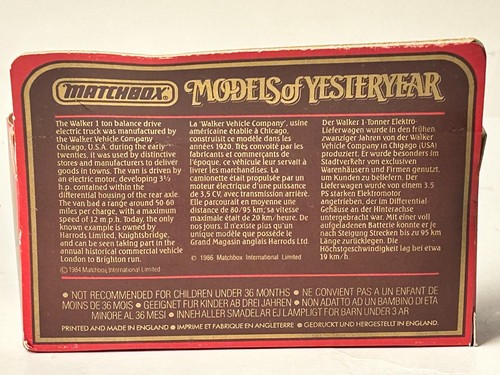 MATCHBOX
MODELS of YESTERYEAR
The Walker 1 ton balance drive
electric truck was manufactured by
the Walker Vehicle Company
Chicago, U.S.A. during the early
twenties. It was used by distinctive
stores and manufacturers to deliver
goods in towns. The van is driven by
an electric motor, developing 3½
h.p. contained within the
differential housing of the rear axle.
The van had a range around 50-60
miles per charge, with a maximum
speed of 12 m.p.h. Today, the only
known example is owned by
Harrods Limited, Knightsbridge,
and can be seen taking part in the
annual historical commercial vehicle
London to Brighton run.
© 1984 Matchbox International Limited
La 'Walker Vehicle Company', usine
américaine établie à Chicago,
construisit ce modèle dans les
années 1920. Très convoité par les
fabricants et commerçants de
l'époque, ce véhicule leur servait à
livrer les marchandises. La
camionette était propulsée par un
moteur électrique d'une puissance
de 3.5 CV, transmission arrière.
Elle parcourait en moyenne une
distance de 80/95 km; sa vitesse
maximale était de 20 km/heure. De
nos jours, il n'existe plus qu'un
unique modèle que possède le
Grand Magasin anglais Harrods Ltd.
© 1986 Matchbox International Limited
Der Walker 1-Tonner Elektro-
Lieferwagen wurde in den frühen
zwanziger Jahren von der Walker
Vehicle Company in Chigago (USA)
produziert. Er wurde besonders im
Stadtverkehr von exclusiven
Warenhäusern und Firmen genutzt,
um Kunden zu beliefern. Der
Lieferwagen wurde von einem 3.5
PS starken Elektromotor
angetrieben, der im Differential-
Gehäuse an der Hinterachse
untergebracht war. Mit einer voll
aufgeladenen Batterie konnte er je
nach Steigung Strecken bis zu 95 km
Länge zurücklegen. Die
Höchstgeschwindigkeit lag bei etwa
19 km/h.
● NOT RECOMMENDED FOR CHILDREN UNDER 36 MONTHS ● NE CONVIENT PAS A UN ENFANT DE
MOINS DE 36 MOIS ● GEEIGNET FUR KINDER AB DREI JAHREN ● NON ADATTO AD UN BAMBINO DI ETA
MINORE AL 36 MESI ● INNEHALLER SMADELAR EJ LAMPLIGT FOR BARN UNDER 3 AR
PRINTED AND MADE IN ENGLAND ● IMPRIME ET FABRIQUE EN ANGLETERRE ● GEDRUCKT UND HERGESTELLT IN ENGLAND.